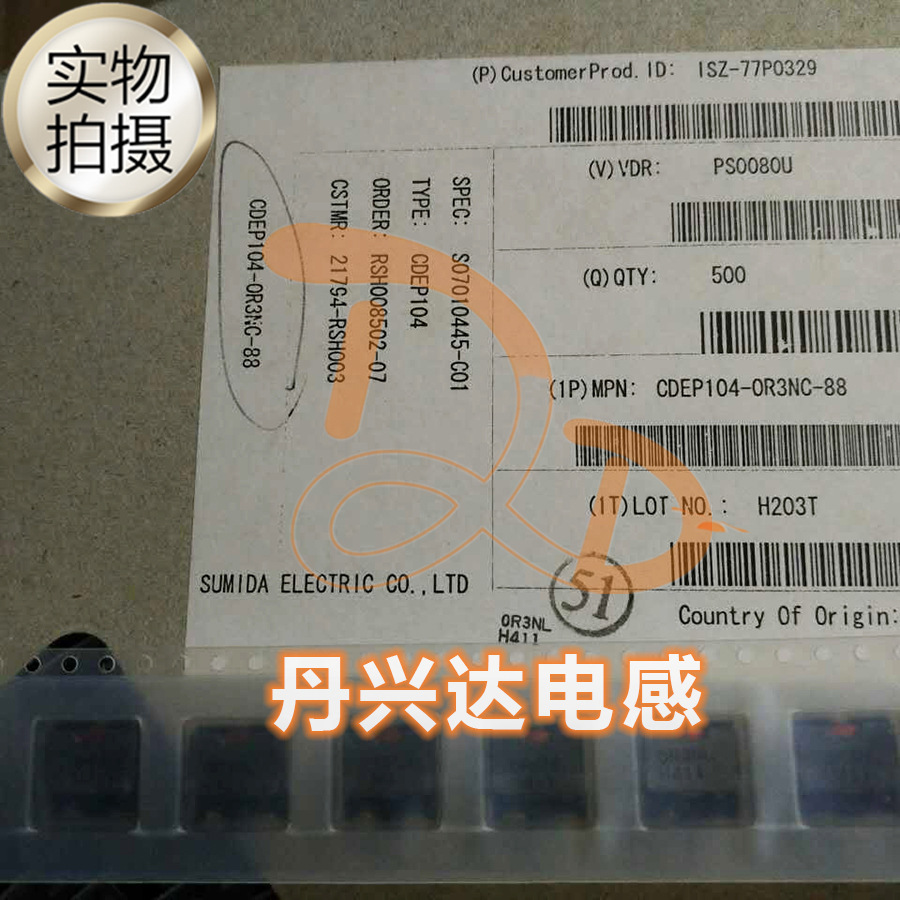 实物
拍摄
(P)CustomerProd.ID: ISZ-77P0329
(V)VDR: PS0080U
(Q)QTY: 500
(1P)MPN: CDEP104-0R3NC-88
(1T)LOT NO.: H203T
Country Of Origin:
SPEC: S07010445-C01
TYPE: CDEP104
ORDER: RSH008502-07
CSTMR: 21794-RSH003
CDEP104-0R3NC-88
SUMIDA ELECTRIC CO.,LTD
51
0R3NL
H411
丹兴达电感
H411